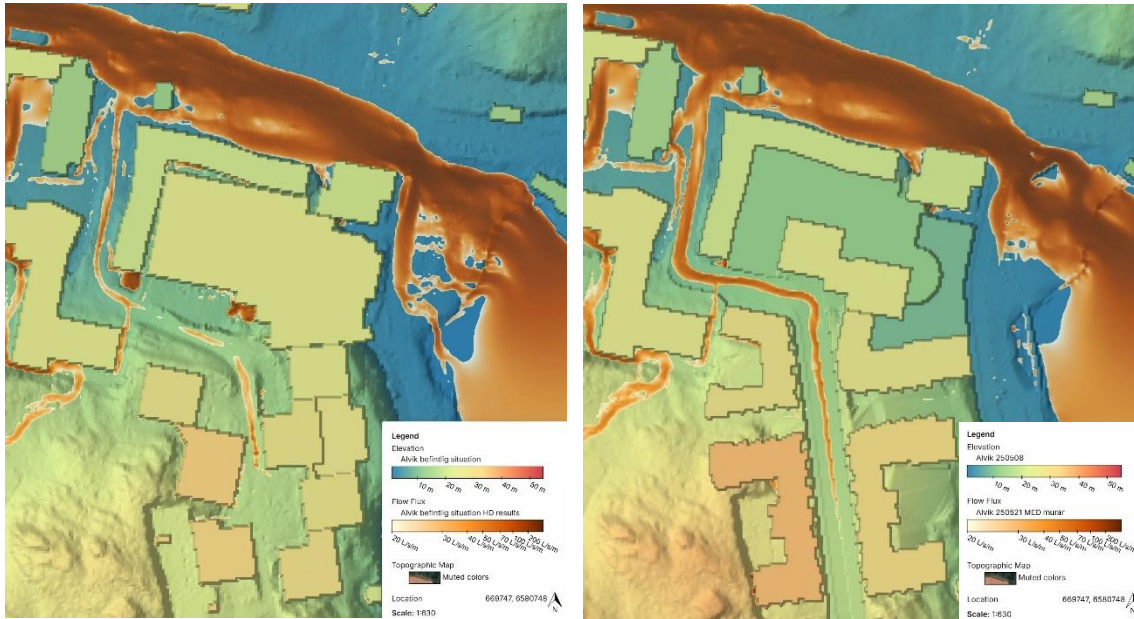 Legend
Elevation
Alvik befintlig situation
10 m 20 m 30 m 40 m 50 m
Flow Flux
Alvik befintlig situation HD results
20 L/s/m 30 L/s/m 40 L/s/m 50 L/s/m 70 L/s/m 100 L/s/m 200 L/s/m
Topographic Map
Muted colors
Location 669747, 6580748
Scale: 1:630
N
Legend
Elevation
Alvik 250508
10 m 20 m 30 m 40 m 50 m
Flow Flux
Alvik 250521 MED murar
20 L/s/m 30 L/s/m 40 L/s/m 50 L/s/m 70 L/s/m 100 L/s/m 200 L/s/m
Topographic Map
Muted colors
Location 669747, 6580748
Scale: 1:630
N